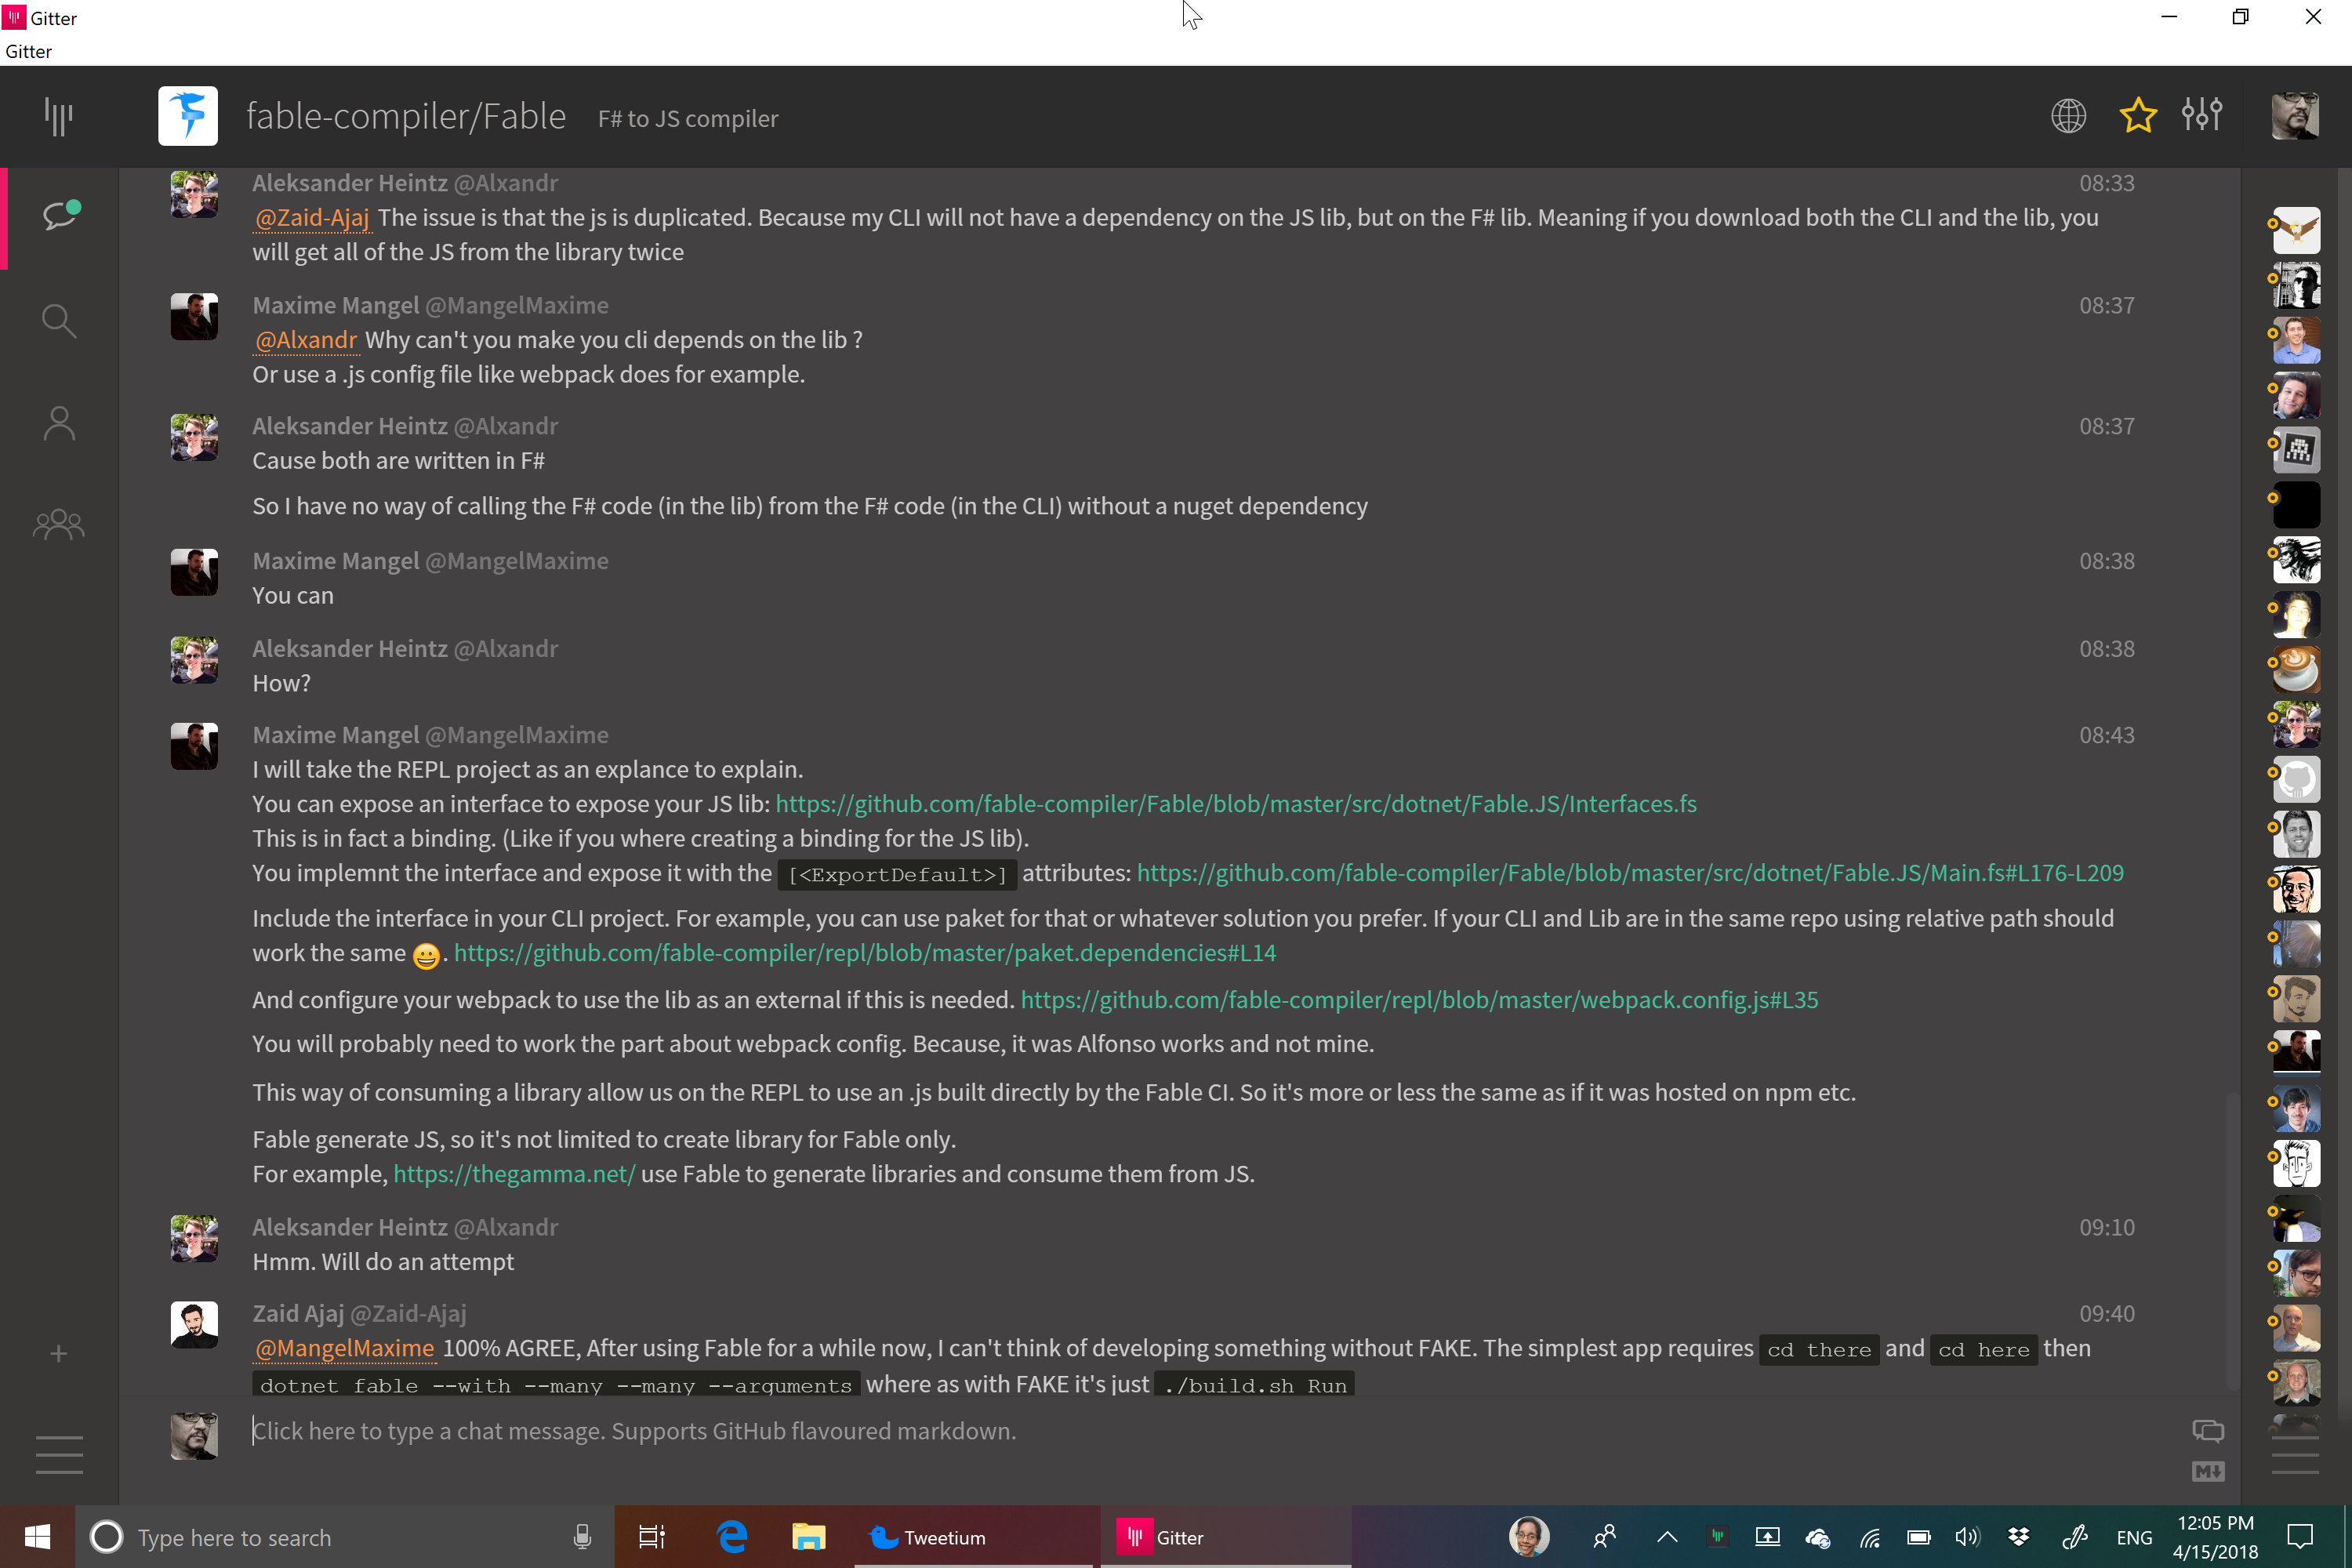 Gitter
Gitter
fable-compiler/Fable F# to JS compiler
Aleksander Heintz @Alxandr 08:33
@Zaid-Ajaj The issue is that the js is duplicated. Because my CLI will not have a dependency on the JS lib, but on the F# lib. Meaning if you download both the CLI and the lib, you
will get all of the JS from the library twice
Maxime Mangel @MangelMaxime 08:37
@Alxandr Why can't you make you cli depends on the lib ?
Or use a .js config file like webpack does for example.
Aleksander Heintz @Alxandr 08:37
Cause both are written in F#
So I have no way of calling the F# code (in the lib) from the F# code (in the CLI) without a nuget dependency
Maxime Mangel @MangelMaxime 08:38
You can
Aleksander Heintz @Alxandr 08:38
How?
Maxime Mangel @MangelMaxime 08:43
I will take the REPL project as an explance to explain.
You can expose an interface to expose your JS lib: https://github.com/fable-compiler/Fable/blob/master/src/dotnet/Fable.JS/Interfaces.fs
This is in fact a binding. (Like if you where creating a binding for the JS lib).
You implemnt the interface and expose it with the [<ExportDefault>] attributes: https://github.com/fable-compiler/Fable/blob/master/src/dotnet/Fable.JS/Main.fs#L176-L209
Include the interface in your CLI project. For example, you can use paket for that or whatever solution you prefer. If your CLI and Lib are in the same repo using relative path should
work the same 😀. https://github.com/fable-compiler/repl/blob/master/paket.dependencies#L14
And configure your webpack to use the lib as an external if this is needed. https://github.com/fable-compiler/repl/blob/master/webpack.config.js#L35
You will probably need to work the part about webpack config. Because, it was Alfonso works and not mine.
This way of consuming a library allow us on the REPL to use an .js built directly by the Fable CI. So it's more or less the same as if it was hosted on npm etc.
Fable generate JS, so it's not limited to create library for Fable only.
For example, https://thegamma.net/ use Fable to generate libraries and consume them from JS.
Aleksander Heintz @Alxandr 09:10
Hmm. Will do an attempt
Zaid Ajaj @Zaid-Ajaj 09:40
@MangelMaxime 100% AGREE, After using Fable for a while now, I can't think of developing something without FAKE. The simplest app requires cd there and cd here then
dotnet fable --with --many --many --arguments where as with FAKE it's just ./build.sh Run
Click here to type a chat message. Supports GitHub flavoured markdown.
M
Type here to search Tweetium Gitter ENG 12:05 PM
4/15/2018